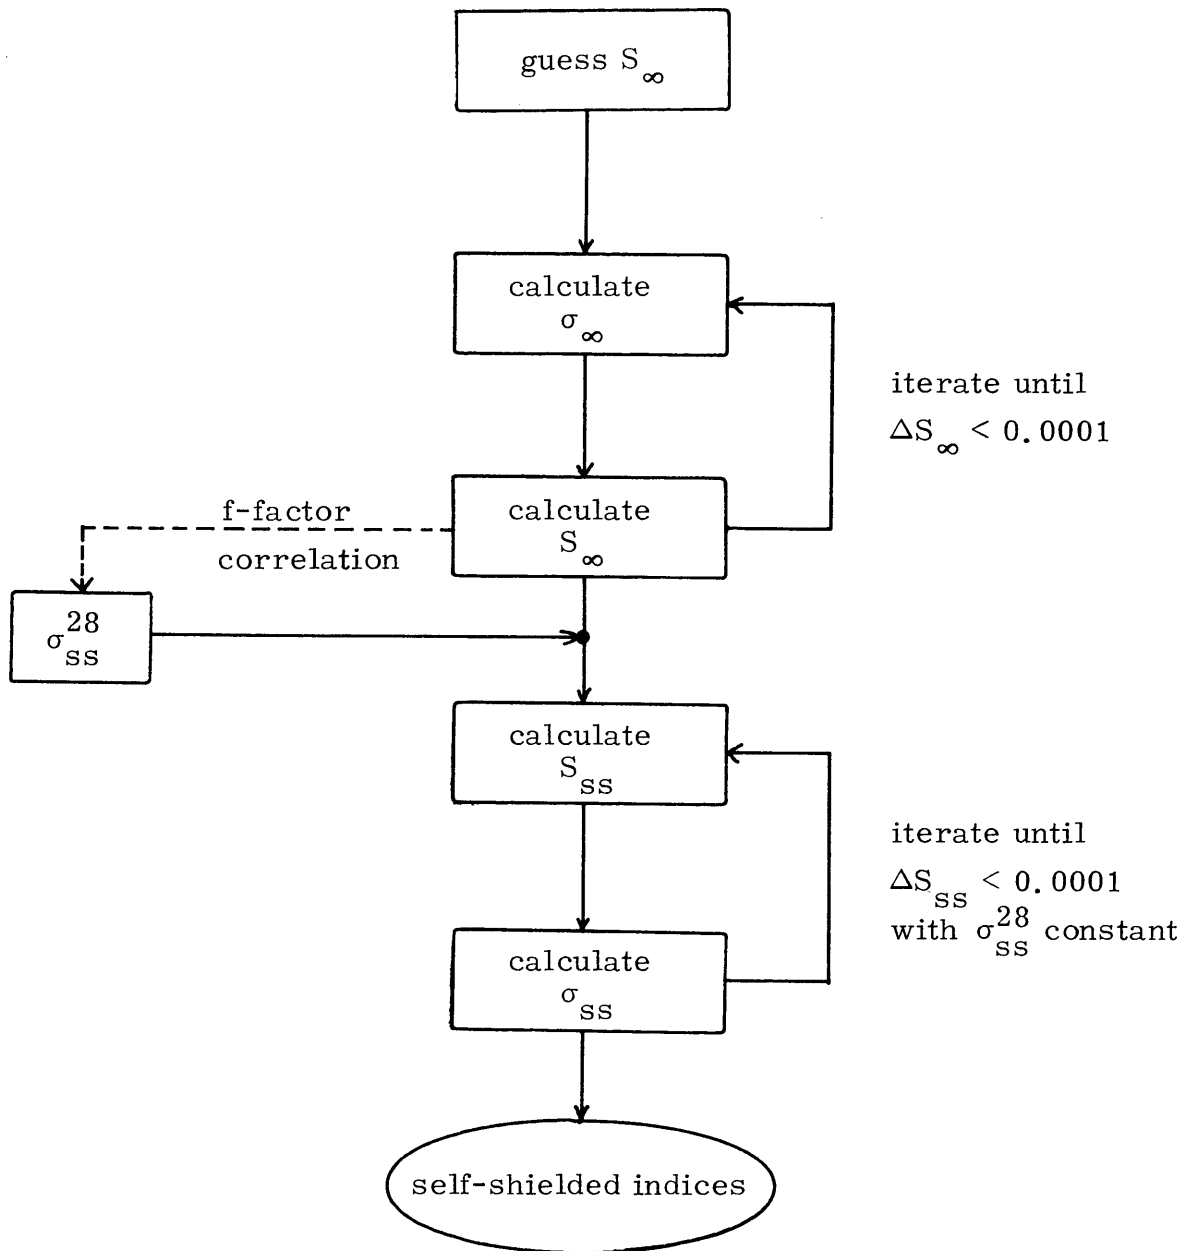 guess S∞
calculate
σ∞
iterate until
ΔS∞ < 0.0001
f-factor
correlation
calculate
S∞
σ²⁸ss
calculate
Sss
iterate until
ΔSss < 0.0001
with σ²⁸ss constant
calculate
σss
self-shielded indices